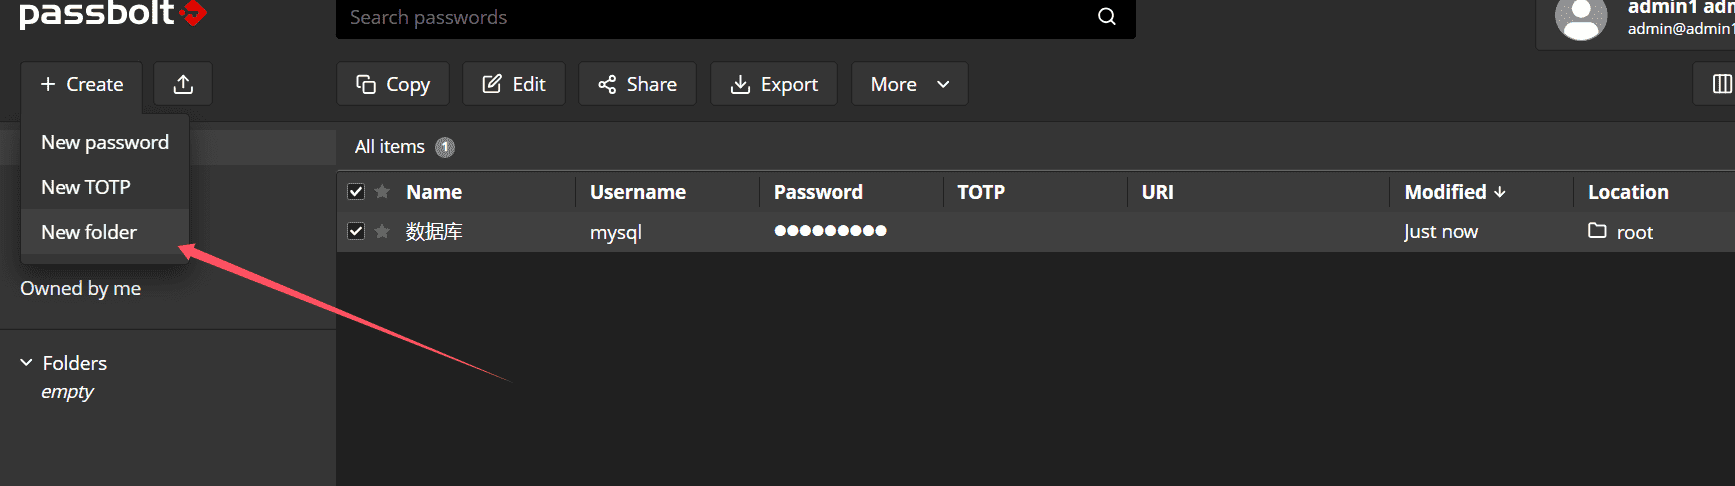 passbolt
Search passwords
admin1 adm
admin@admin1
Create
Copy
Edit
Share
Export
More
New password
New TOTP
New folder
Owned by me
Folders
empty
All items 1
Name Username Password TOTP URI Modified Location
数据库 mysql ●●●●●●●●● Just now root